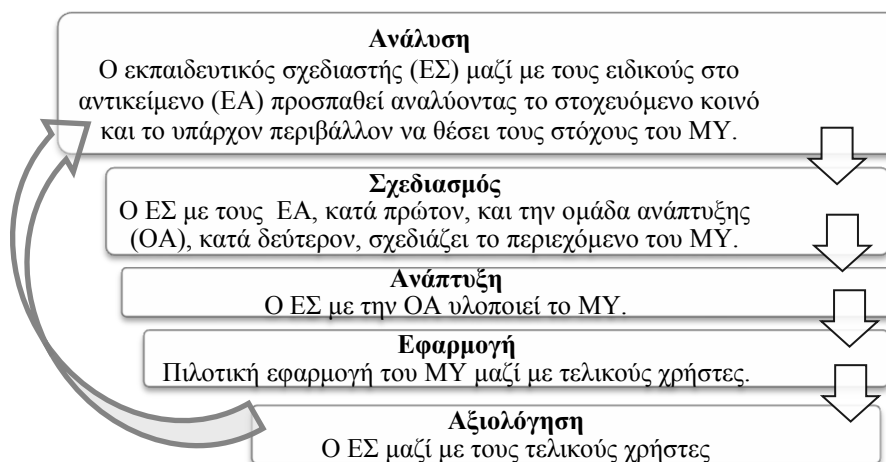 Ανάλυση
Ο εκπαιδευτικός σχεδιαστής (ΕΣ) μαζί με τους ειδικούς στο
αντικείμενο (ΕΑ) προσπαθεί αναλύοντας το στοχευόμενο κοινό
και το υπάρχον περιβάλλον να θέσει τους στόχους του ΜΥ.
Σχεδιασμός
Ο ΕΣ με τους ΕΑ, κατά πρώτον, και την ομάδα ανάπτυξης
(ΟΑ), κατά δεύτερον, σχεδιάζει το περιεχόμενο του ΜΥ.
Ανάπτυξη
Ο ΕΣ με την ΟΑ υλοποιεί το ΜΥ.
Εφαρμογή
Πιλοτική εφαρμογή του ΜΥ μαζί με τελικούς χρήστες.
Αξιολόγηση
Ο ΕΣ μαζί με τους τελικούς χρήστες